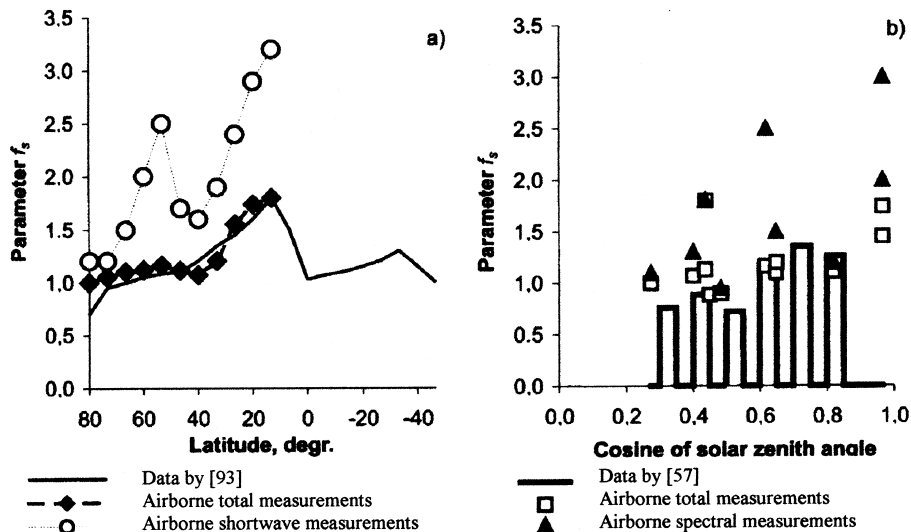 a)
3.5
3.0
2.5
2.0
1.5
1.0
0.5
0.0
Parameter fs
80 60 40 20 0 -20 -40
Latitude, degr.
Data by [93]
Airborne total measurements
Airborne shortwave measurements
b)
3.5
3.0
2.5
2.0
1.5
1.0
0.5
0.0
Parameter fs
0,0 0,2 0,4 0,6 0,8 1,0
Cosine of solar zenith angle
Data by [57]
Airborne total measurements
Airborne spectral measurements